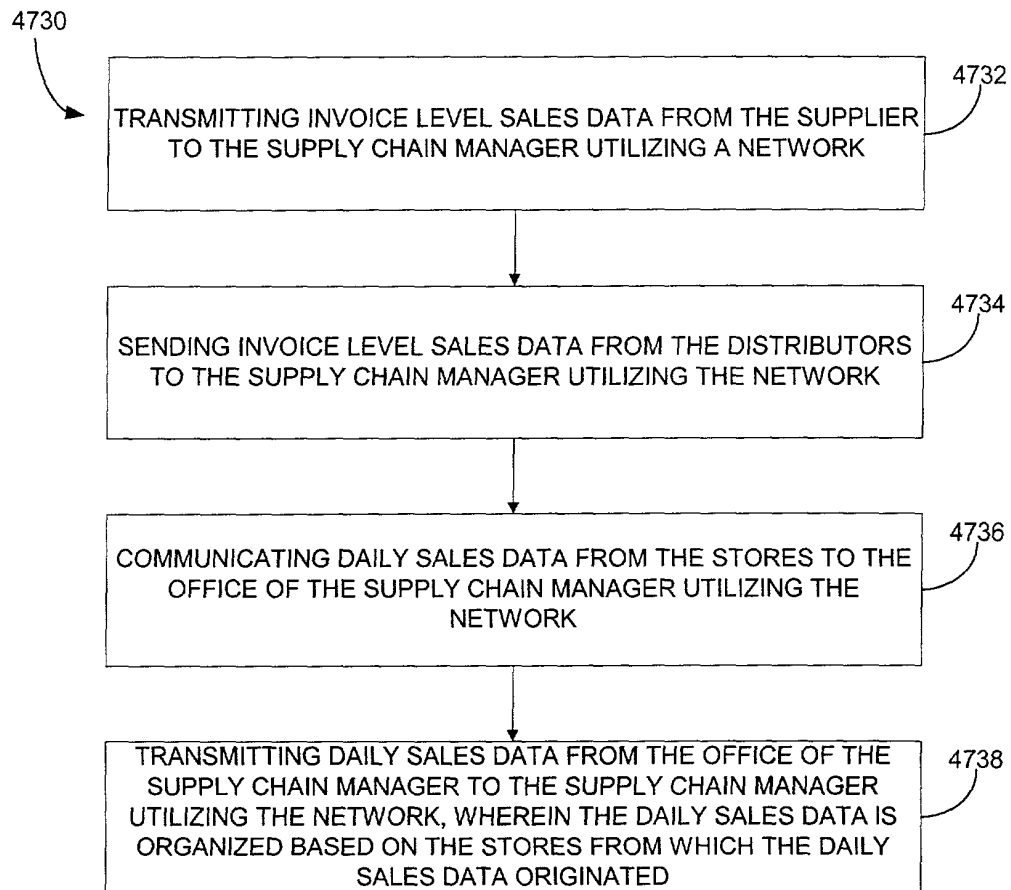 4730
4732
TRANSMITTING INVOICE LEVEL SALES DATA FROM THE SUPPLIER
TO THE SUPPLY CHAIN MANAGER UTILIZING A NETWORK
4734
SENDING INVOICE LEVEL SALES DATA FROM THE DISTRIBUTORS
TO THE SUPPLY CHAIN MANAGER UTILIZING THE NETWORK
4736
COMMUNICATING DAILY SALES DATA FROM THE STORES TO THE
OFFICE OF THE SUPPLY CHAIN MANAGER UTILIZING THE
NETWORK
4738
TRANSMITTING DAILY SALES DATA FROM THE OFFICE OF THE
SUPPLY CHAIN MANAGER TO THE SUPPLY CHAIN MANAGER
UTILIZING THE NETWORK, WHEREIN THE DAILY SALES DATA IS
ORGANIZED BASED ON THE STORES FROM WHICH THE DAILY
SALES DATA ORIGINATED